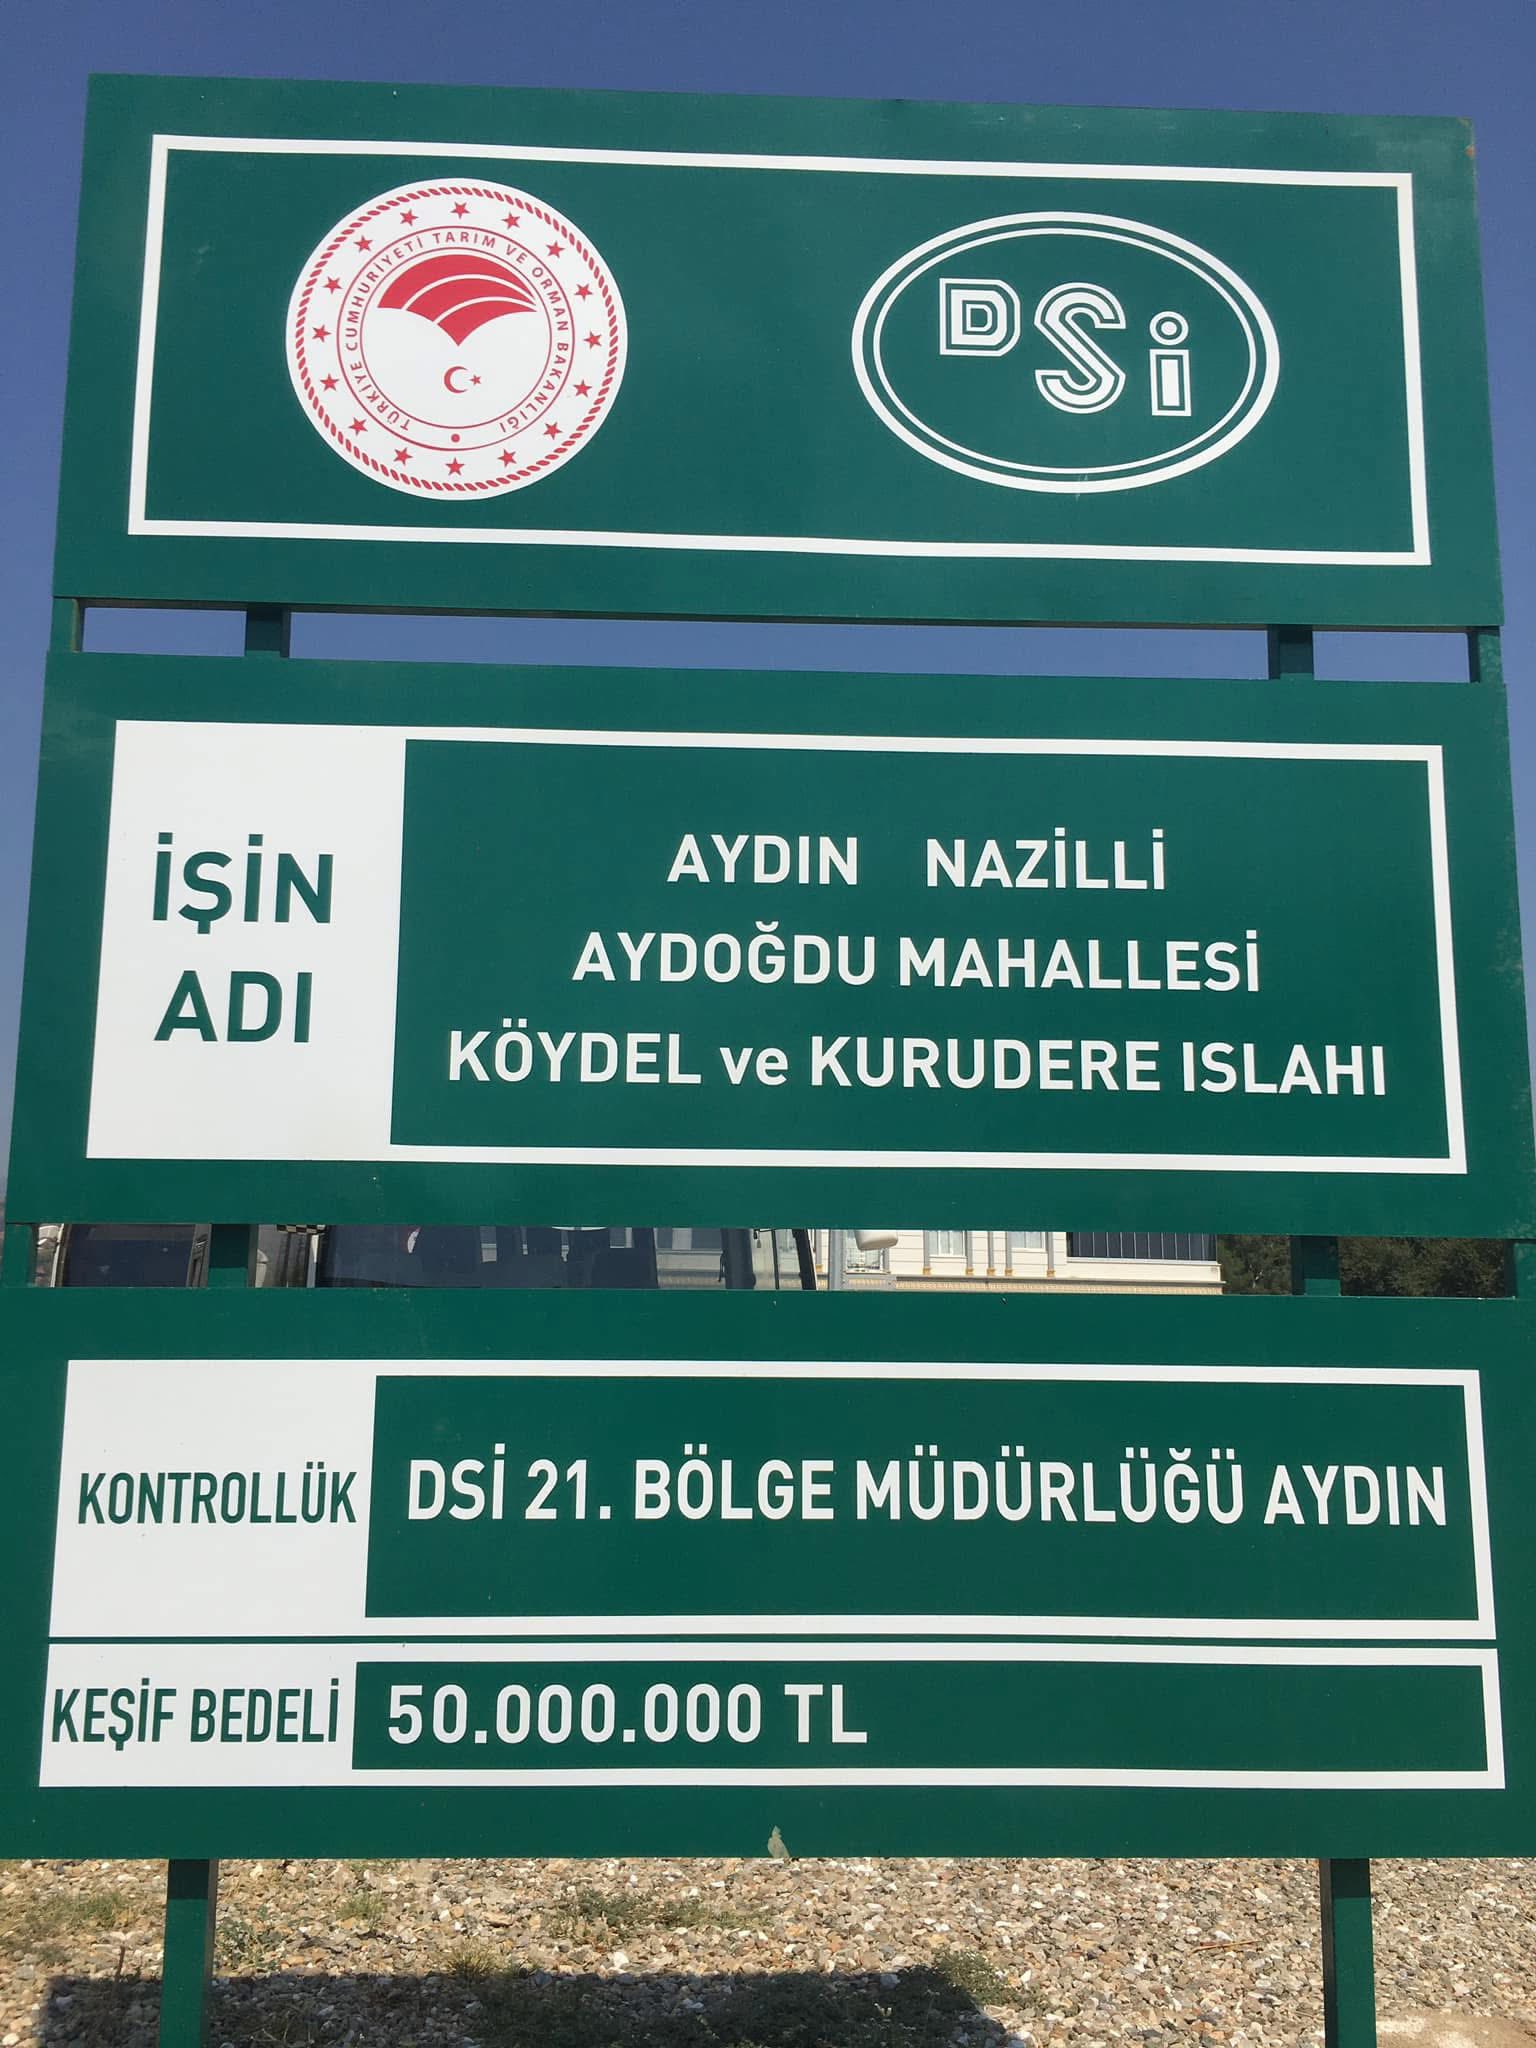 TÜRKİYE CUMHURİYETİ TARIM VE ORMAN BAKANLIĞI
DSİ
İŞİN
ADI
AYDIN NAZİLLİ
AYDOĞDU MAHALLESİ
KÖYDEL ve KURUDERE ISLAHI
KONTROLLÜK
DSİ 21. BÖLGE MÜDÜRLÜĞÜ AYDIN
KEŞİF BEDELİ
50.000.000 TL